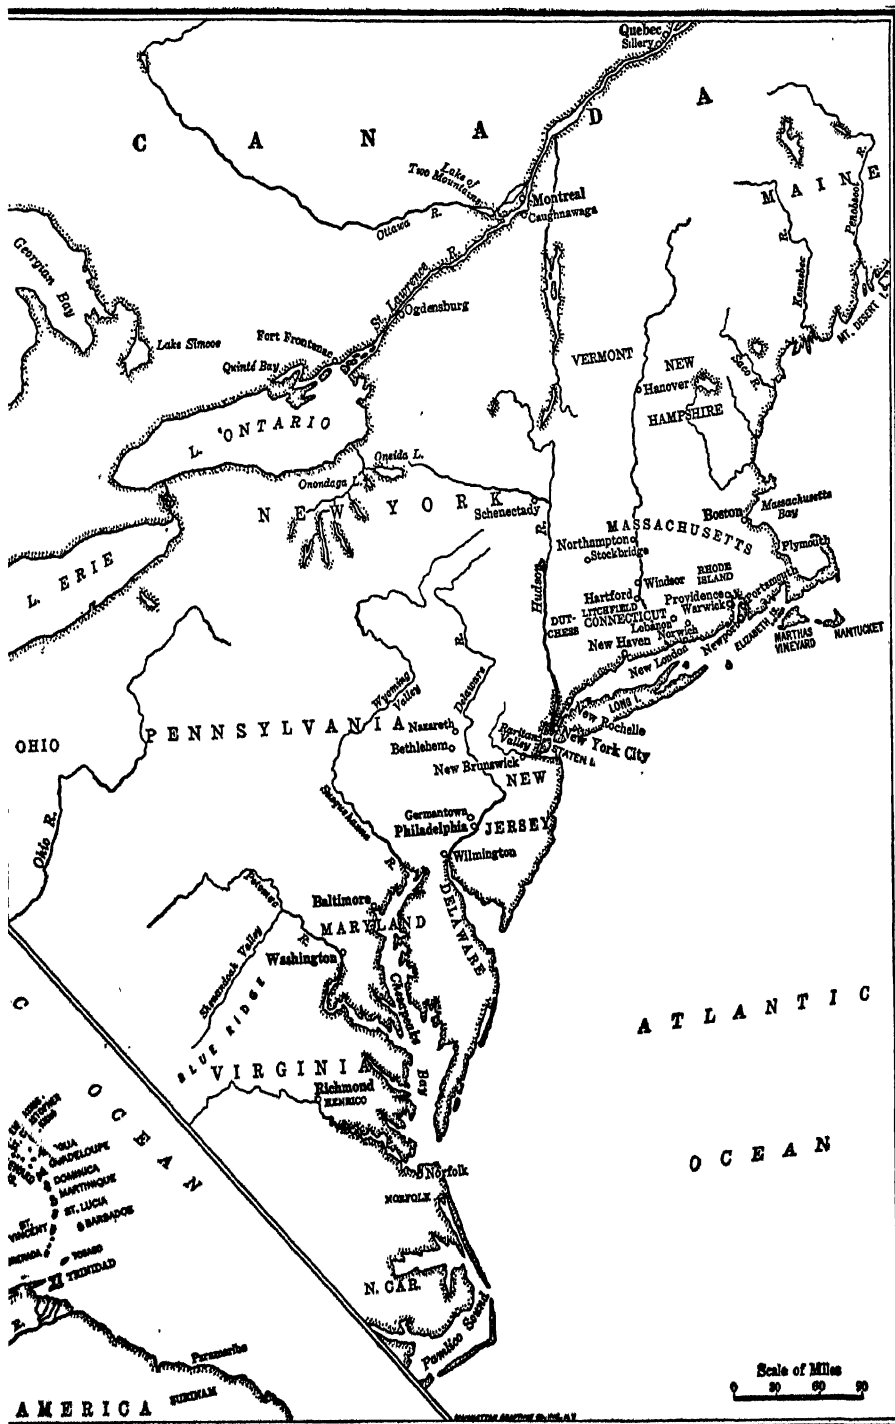 Quebec
Sillery
C A N A D A
Lake of
Two Mountains
Montreal
Caughnawaga
Ottawa R.
MAINE
Penobscot R.
Kennebec R.
MT. DESERT I.
Georgian Bay
Lake Simcoe
St. Lawrence R.
Ogdensburg
Fort Frontenac
Quinté Bay
VERMONT
NEW
HAMPSHIRE
Hanover
Saco R.
L. ONTARIO
Oneida L.
Onondaga L.
NEW YORK
Schenectady
Boston
Massachusetts
Bay
MASSACHUSETTS
Northampton
Stockbridge
Plymouth
L. ERIE
Hudson R.
Windsor
RHODE
ISLAND
Hartford
Providence
Portsmouth
LITCHFIELD
Warwick
DUT-
CHESS
CONNECTICUT
Lebanon
Norwich
New Haven
Newport
ELIZABETH IS.
MARTHAS
VINEYARD
NANTUCKET
New London
LONG I.
Wyoming
Valley
Delaware R.
PENNSYLVANIA
OHIO
Nazareth
Bethlehem
Raritan
Valley
New Rochelle
New York City
STATEN I.
New Brunswick
NEW
JERSEY
Germantown
Philadelphia
Susquehanna R.
Ohio R.
Wilmington
Potomac R.
Baltimore
MARYLAND
DELAWARE
Washington
Shenandoah Valley
BLUE RIDGE
Chesapeake Bay
VIRGINIA
Richmond
HENRICO
Norfolk
NORFOLK
N. CAR.
Pamlico Sound
ATLANTIC
OCEAN
C
OCEAN
GUADELOUPE
DOMINICA
MARTINIQUE
ST. LUCIA
ST.
VINCENT
BARBADOS
TOBAGO
TRINIDAD
R.
Paramaribo
SURINAM
AMERICA
Scale of Miles
0 30 60 90